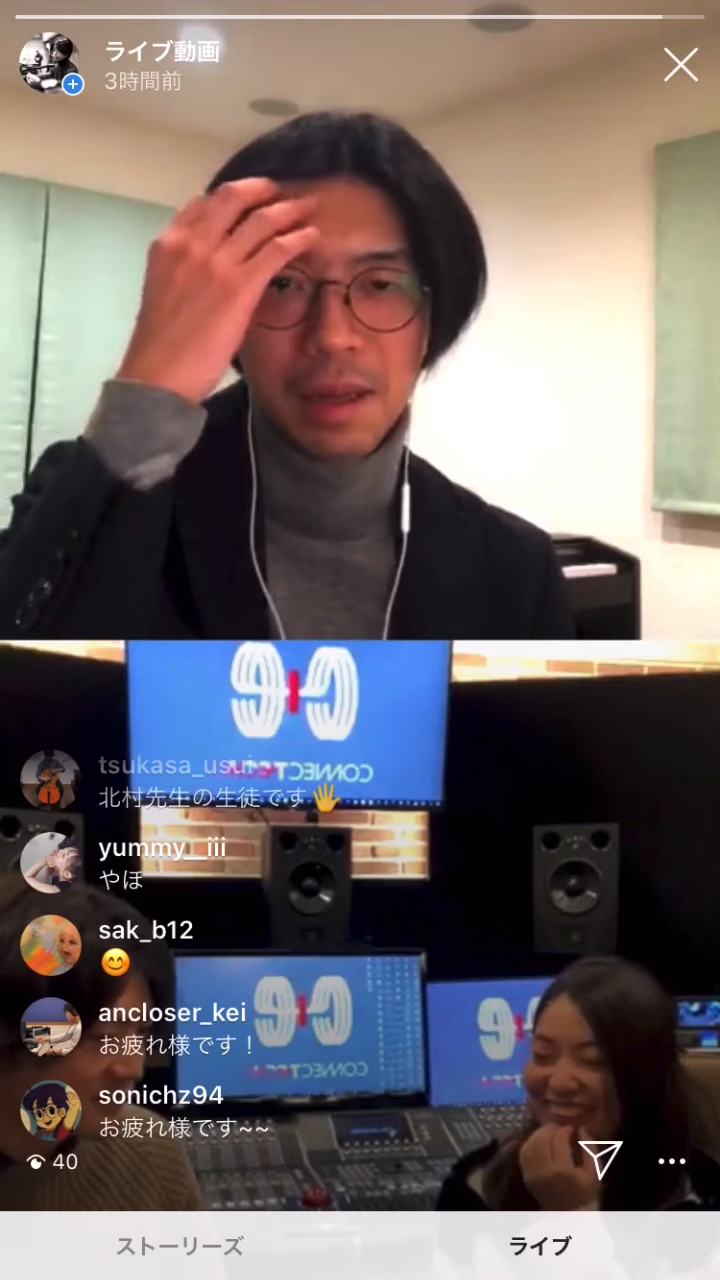 ライブ動画
3時間前
CONNECTECH
tsukasa_usui
北村先生の生徒です🖐
yummy__iii
やほ
sak_b12
😊
ancloser_kei
お疲れ様です！
CONNECTECH
sonichz94
お疲れ様です~~
40
ストーリーズ
ライブ